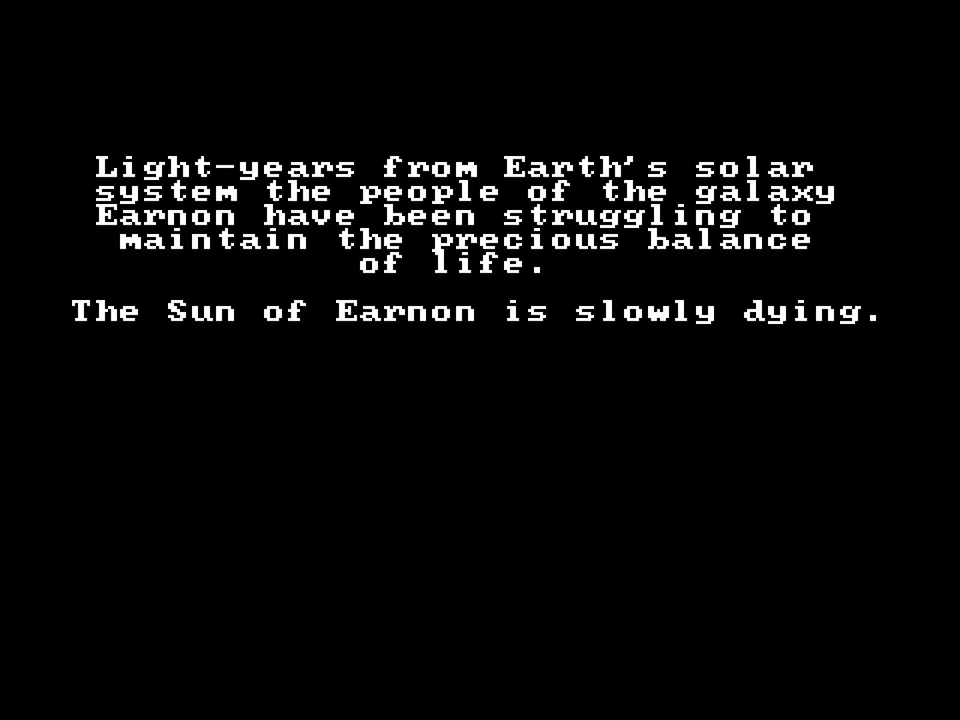 Light-years from Earth's solar
system the people of the galaxy
Earnon have been struggling to
maintain the precious balance
of life.
The Sun of Earnon is slowly dying.